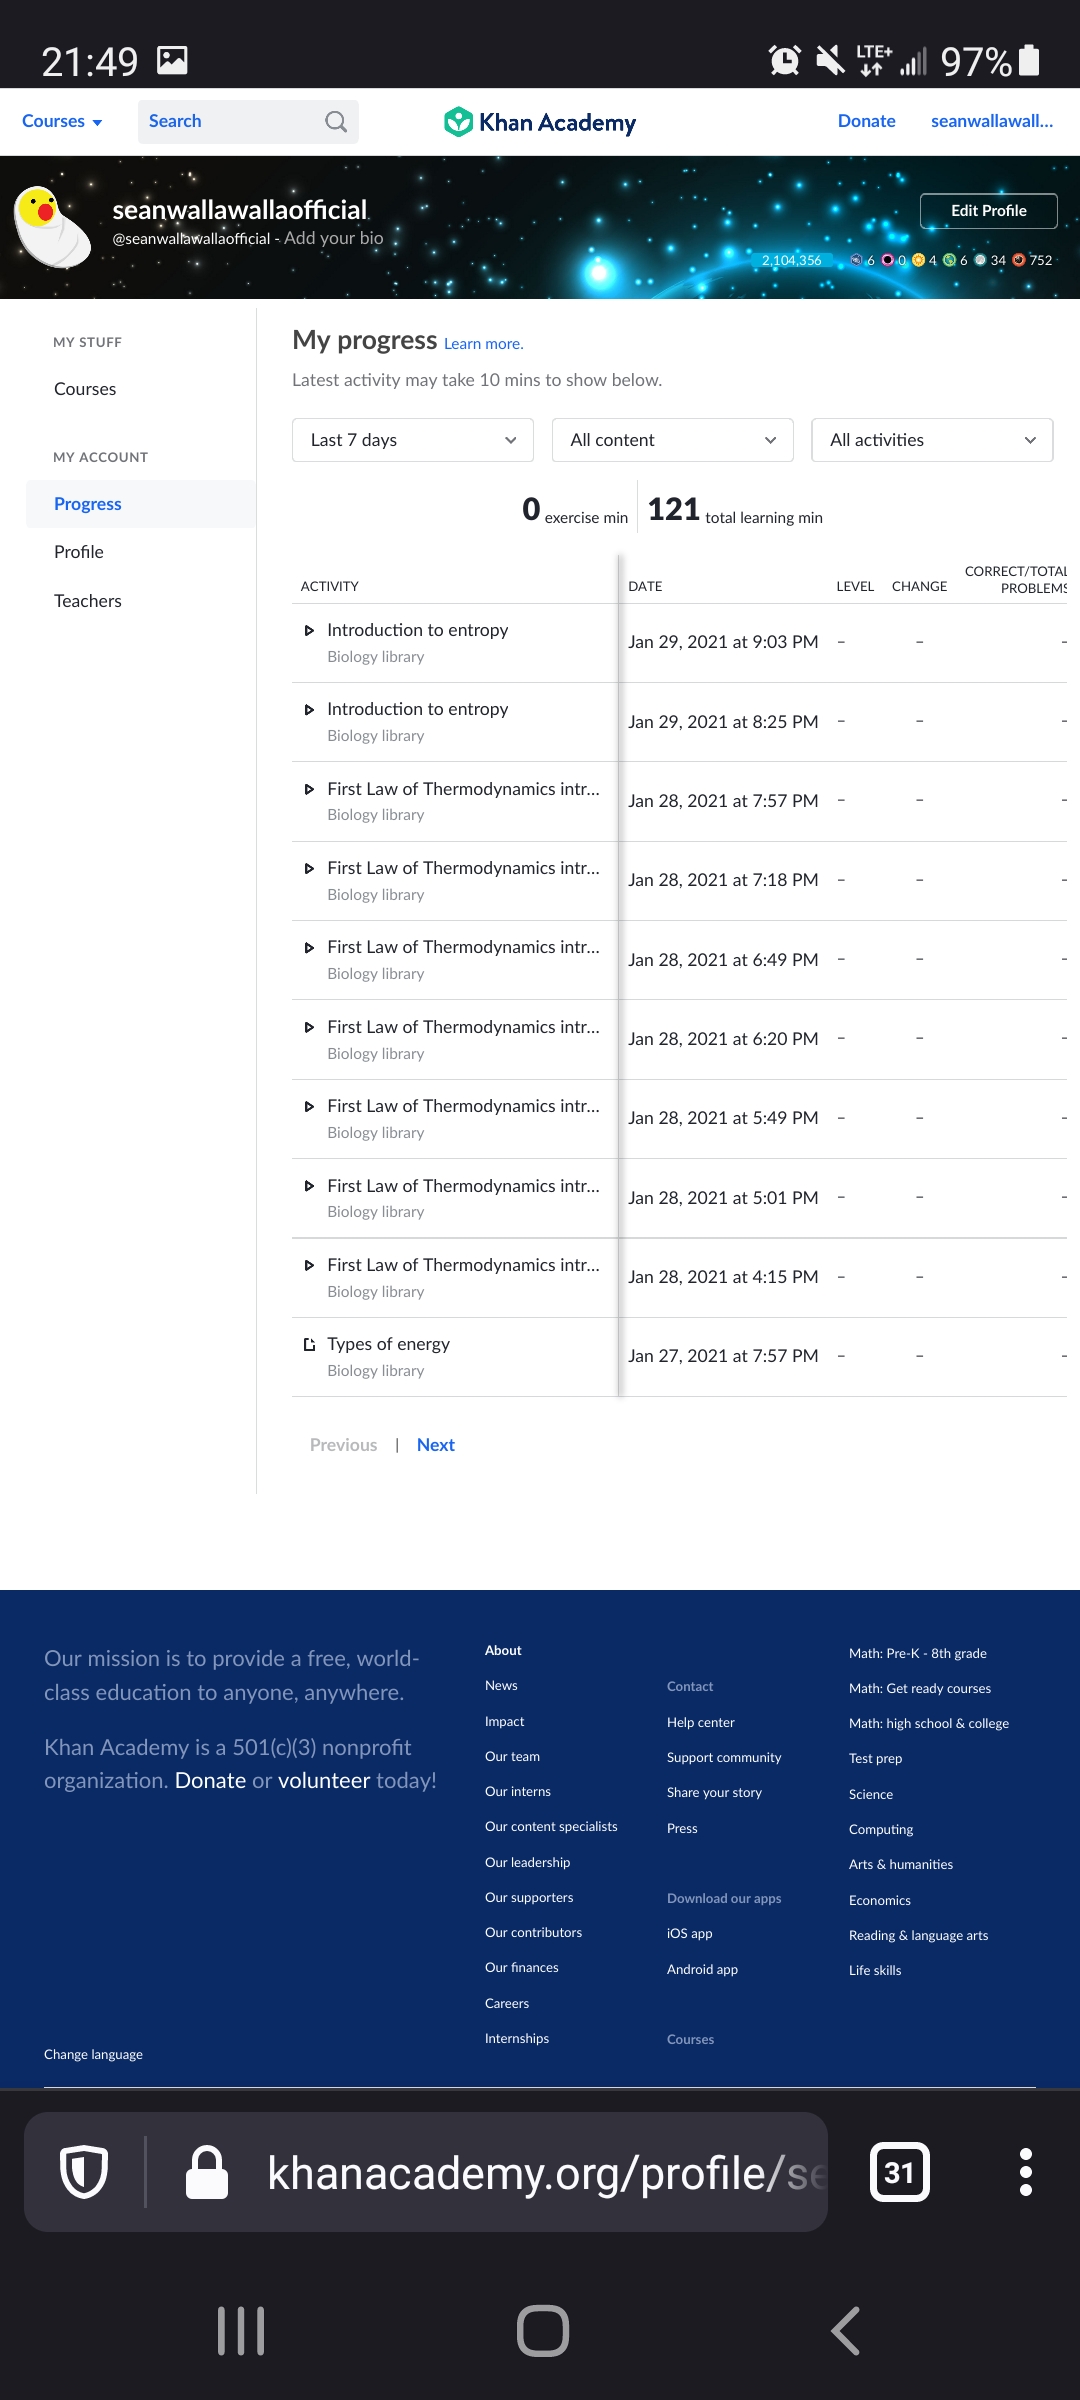 21:49
LTE+
97%
Courses
Search
Khan Academy
Donate
seanwallawall...
seanwallawallaofficial
@seanwallawallaofficial - Add your bio
Edit Profile
2,104,356
6 0 4 6 34 752
MY STUFF
Courses
MY ACCOUNT
Progress
Profile
Teachers
My progress Learn more.
Latest activity may take 10 mins to show below.
Last 7 days
All content
All activities
0 exercise min
121 total learning min
ACTIVITY DATE LEVEL CHANGE CORRECT/TOTAL PROBLEMS
Introduction to entropy
Biology library
Jan 29, 2021 at 9:03 PM – – –
Introduction to entropy
Biology library
Jan 29, 2021 at 8:25 PM – – –
First Law of Thermodynamics intr...
Biology library
Jan 28, 2021 at 7:57 PM – – –
First Law of Thermodynamics intr...
Biology library
Jan 28, 2021 at 7:18 PM – – –
First Law of Thermodynamics intr...
Biology library
Jan 28, 2021 at 6:49 PM – – –
First Law of Thermodynamics intr...
Biology library
Jan 28, 2021 at 6:20 PM – – –
First Law of Thermodynamics intr...
Biology library
Jan 28, 2021 at 5:49 PM – – –
First Law of Thermodynamics intr...
Biology library
Jan 28, 2021 at 5:01 PM – – –
First Law of Thermodynamics intr...
Biology library
Jan 28, 2021 at 4:15 PM – – –
Types of energy
Biology library
Jan 27, 2021 at 7:57 PM – – –
Previous | Next
Our mission is to provide a free, world-
class education to anyone, anywhere.
Khan Academy is a 501(c)(3) nonprofit
organization. Donate or volunteer today!
Change language
About
News
Impact
Our team
Our interns
Our content specialists
Our leadership
Our supporters
Our contributors
Our finances
Careers
Internships
Contact
Help center
Support community
Share your story
Press
Download our apps
iOS app
Android app
Courses
Math: Pre-K - 8th grade
Math: Get ready courses
Math: high school & college
Test prep
Science
Computing
Arts & humanities
Economics
Reading & language arts
Life skills
khanacademy.org/profile/se
31